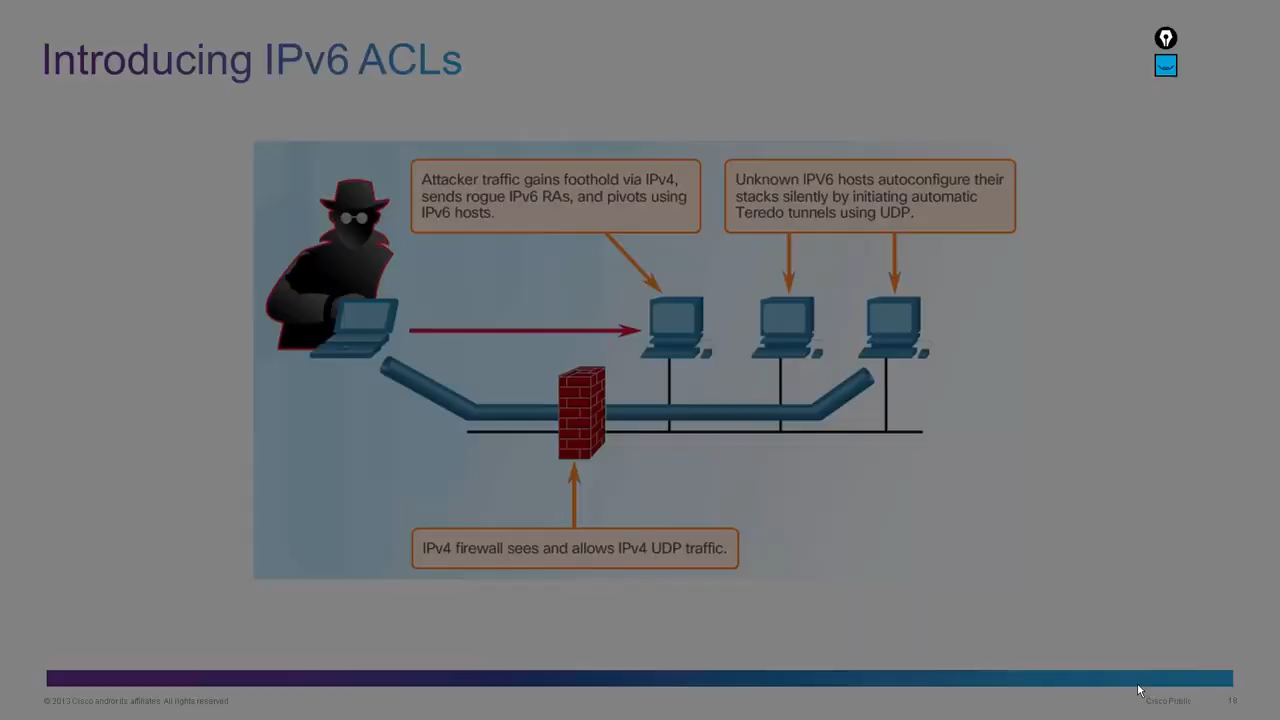 Introducing IPv6 ACLs
Attacker traffic gains foothold via IPv4,
sends rogue IPv6 RAs, and pivots using
IPv6 hosts.
Unknown IPV6 hosts autoconfigure their
stacks silently by initiating automatic
Teredo tunnels using UDP.
IPv4 firewall sees and allows IPv4 UDP traffic.
© 2013 Cisco and/or its affiliates. All rights reserved.
Cisco Public
18